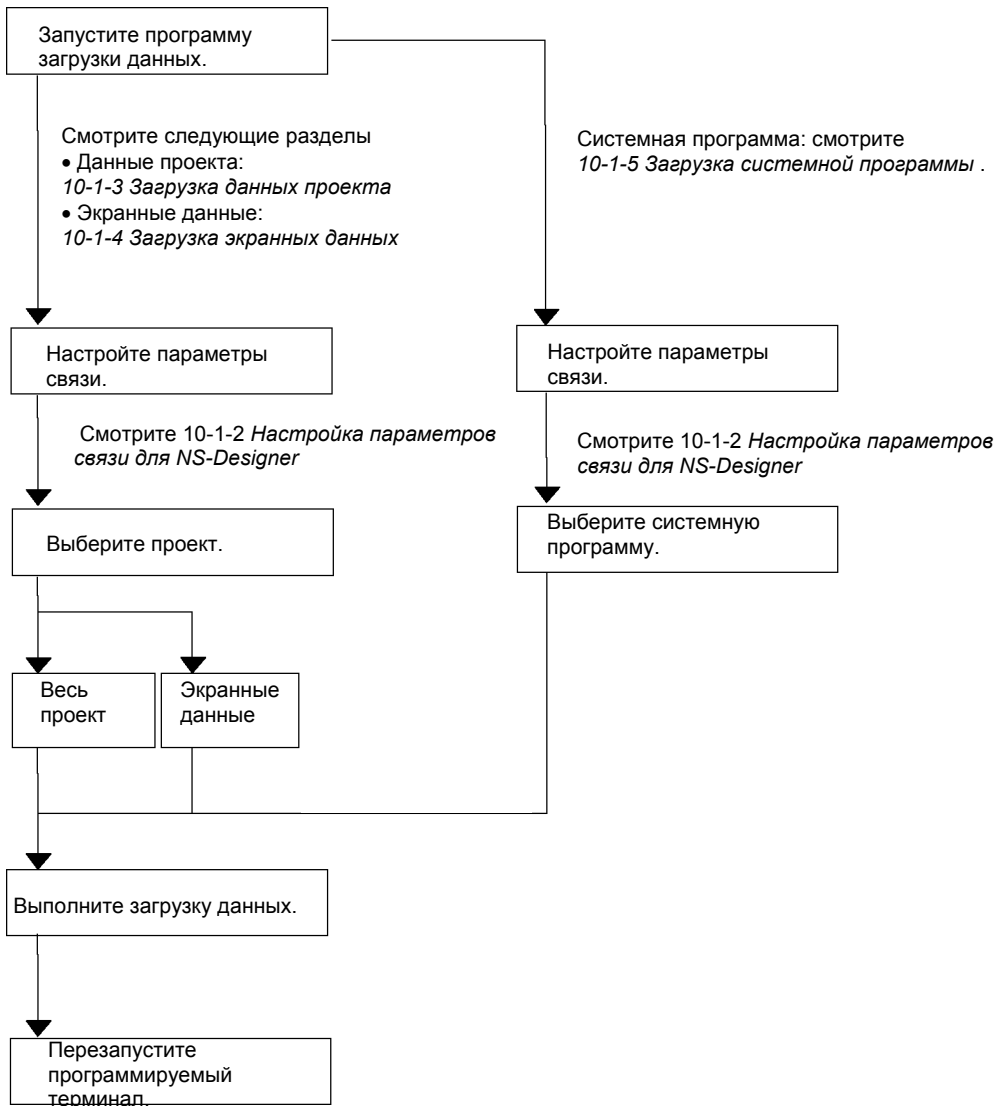 Запустите программу
загрузки данных.
Смотрите следующие разделы
• Данные проекта:
10-1-3 Загрузка данных проекта
• Экранные данные:
10-1-4 Загрузка экранных данных
Системная программа: смотрите
10-1-5 Загрузка системной программы .
Настройте параметры
связи.
Настройте параметры
связи.
Смотрите 10-1-2 Настройка параметров
связи для NS-Designer
Смотрите 10-1-2 Настройка параметров
связи для NS-Designer
Выберите проект.
Выберите системную
программу.
Весь
проект
Экранные
данные
Выполните загрузку данных.
Перезапустите
программируемый
терминал.